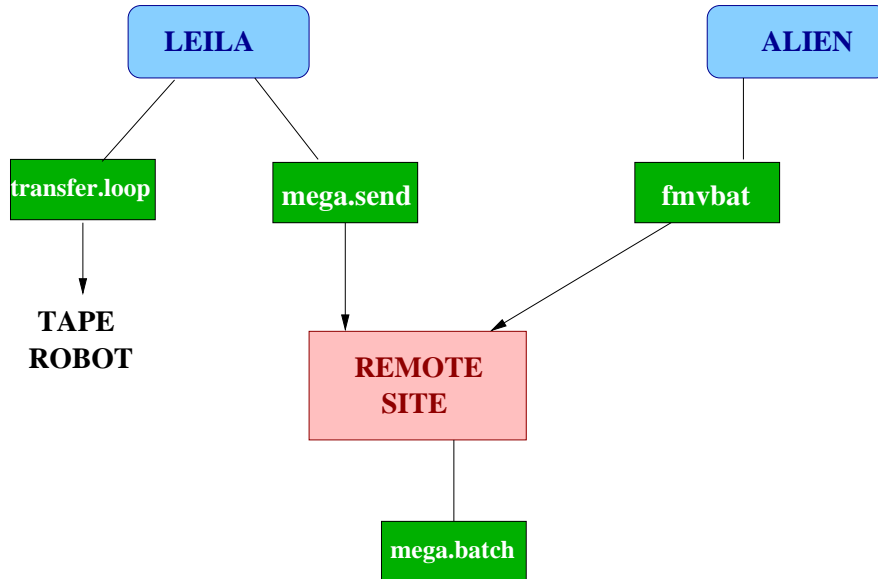 LEILA
ALIEN
transfer.loop
mega.send
fmvbat
TAPE
ROBOT
REMOTE
SITE
mega.batch